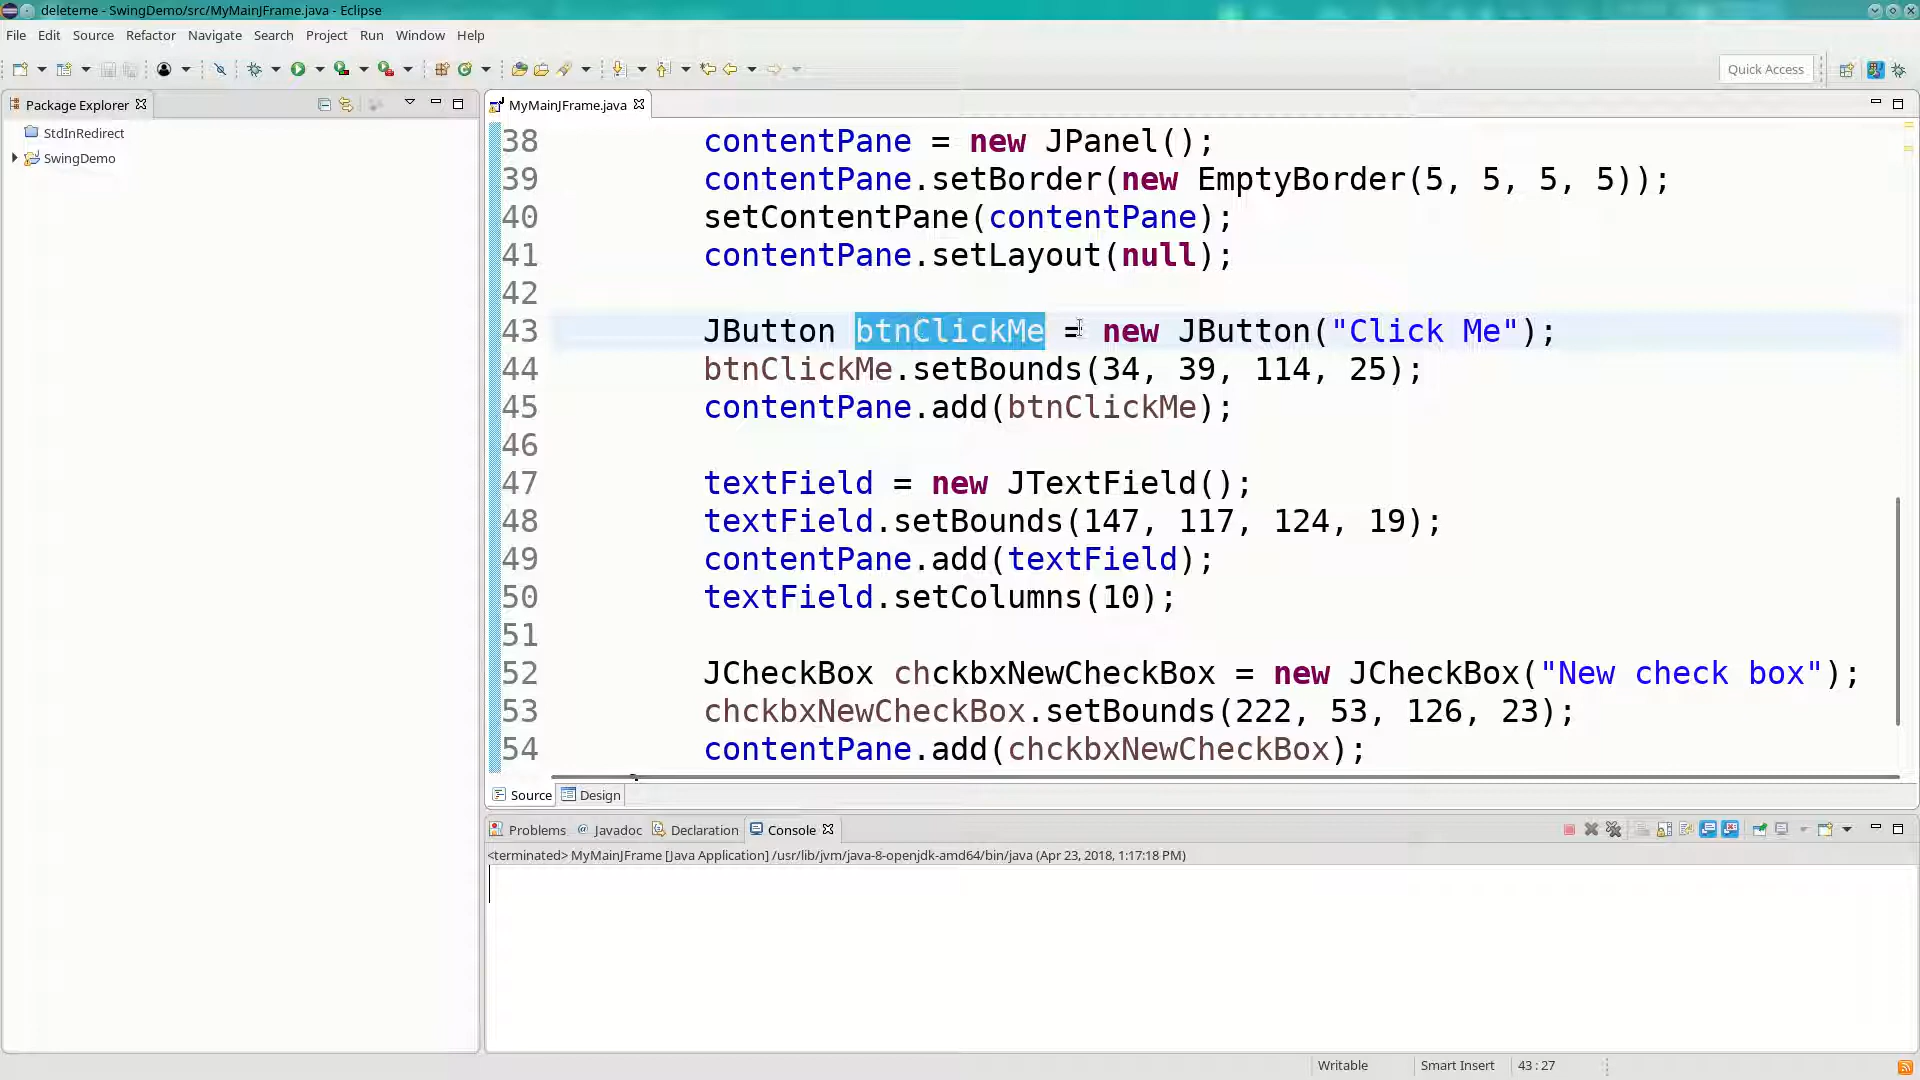 deleteme - SwingDemo/src/MyMainJFrame.java - Eclipse
File Edit Source Refactor Navigate Search Project Run Window Help
Quick Access
Package Explorer
MyMainJFrame.java
StdInRedirect
SwingDemo
38 contentPane = new JPanel();
39 contentPane.setBorder(new EmptyBorder(5, 5, 5, 5));
40 setContentPane(contentPane);
41 contentPane.setLayout(null);
42
43 JButton btnClickMe = new JButton("Click Me");
44 btnClickMe.setBounds(34, 39, 114, 25);
45 contentPane.add(btnClickMe);
46
47 textField = new JTextField();
48 textField.setBounds(147, 117, 124, 19);
49 contentPane.add(textField);
50 textField.setColumns(10);
51
52 JCheckBox chckbxNewCheckBox = new JCheckBox("New check box");
53 chckbxNewCheckBox.setBounds(222, 53, 126, 23);
54 contentPane.add(chckbxNewCheckBox);
Source Design
Problems @ Javadoc Declaration Console
<terminated> MyMainJFrame [Java Application] /usr/lib/jvm/java-8-openjdk-amd64/bin/java (Apr 23, 2018, 1:17:18 PM)
Writable Smart Insert 43 : 27